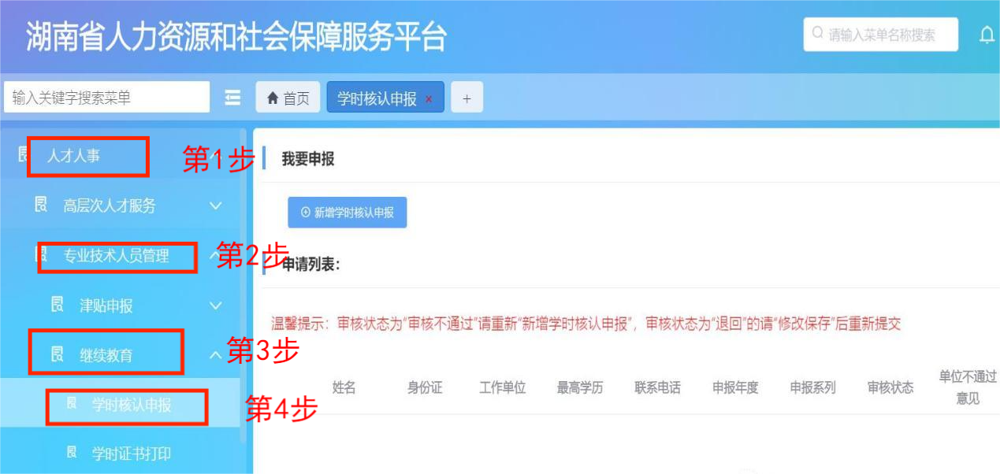 湖南省人力资源和社会保障服务平台
请输入菜单名称搜索
输入关键字搜索菜单
首页
学时核认申报 ×
+
人才人事
第1步
高层次人才服务
专业技术人员管理
第2步
津贴申报
继续教育
第3步
学时核认申报
第4步
学时证书打印
我要申报
新增学时核认申报
申请列表：
温馨提示：审核状态为“审核不通过”请重新“新增学时核认申报”，审核状态为“退回”的请“修改保存”后重新提交
姓名 身份证 工作单位 最高学历 联系电话 申报年度 申报系列 审核状态 单位不通过
意见